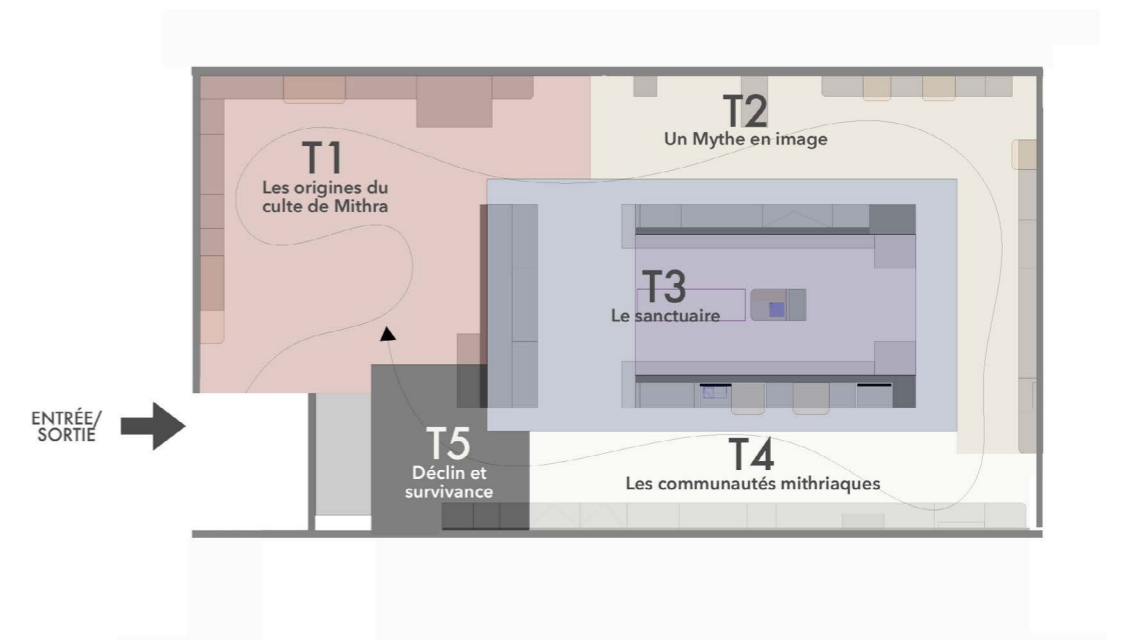 T1
Les origines du
culte de Mithra
T2
Un Mythe en image
T3
Le sanctuaire
ENTRÉE/
SORTIE
T5
Déclin et
survivance
T4
Les communautés mithriaques